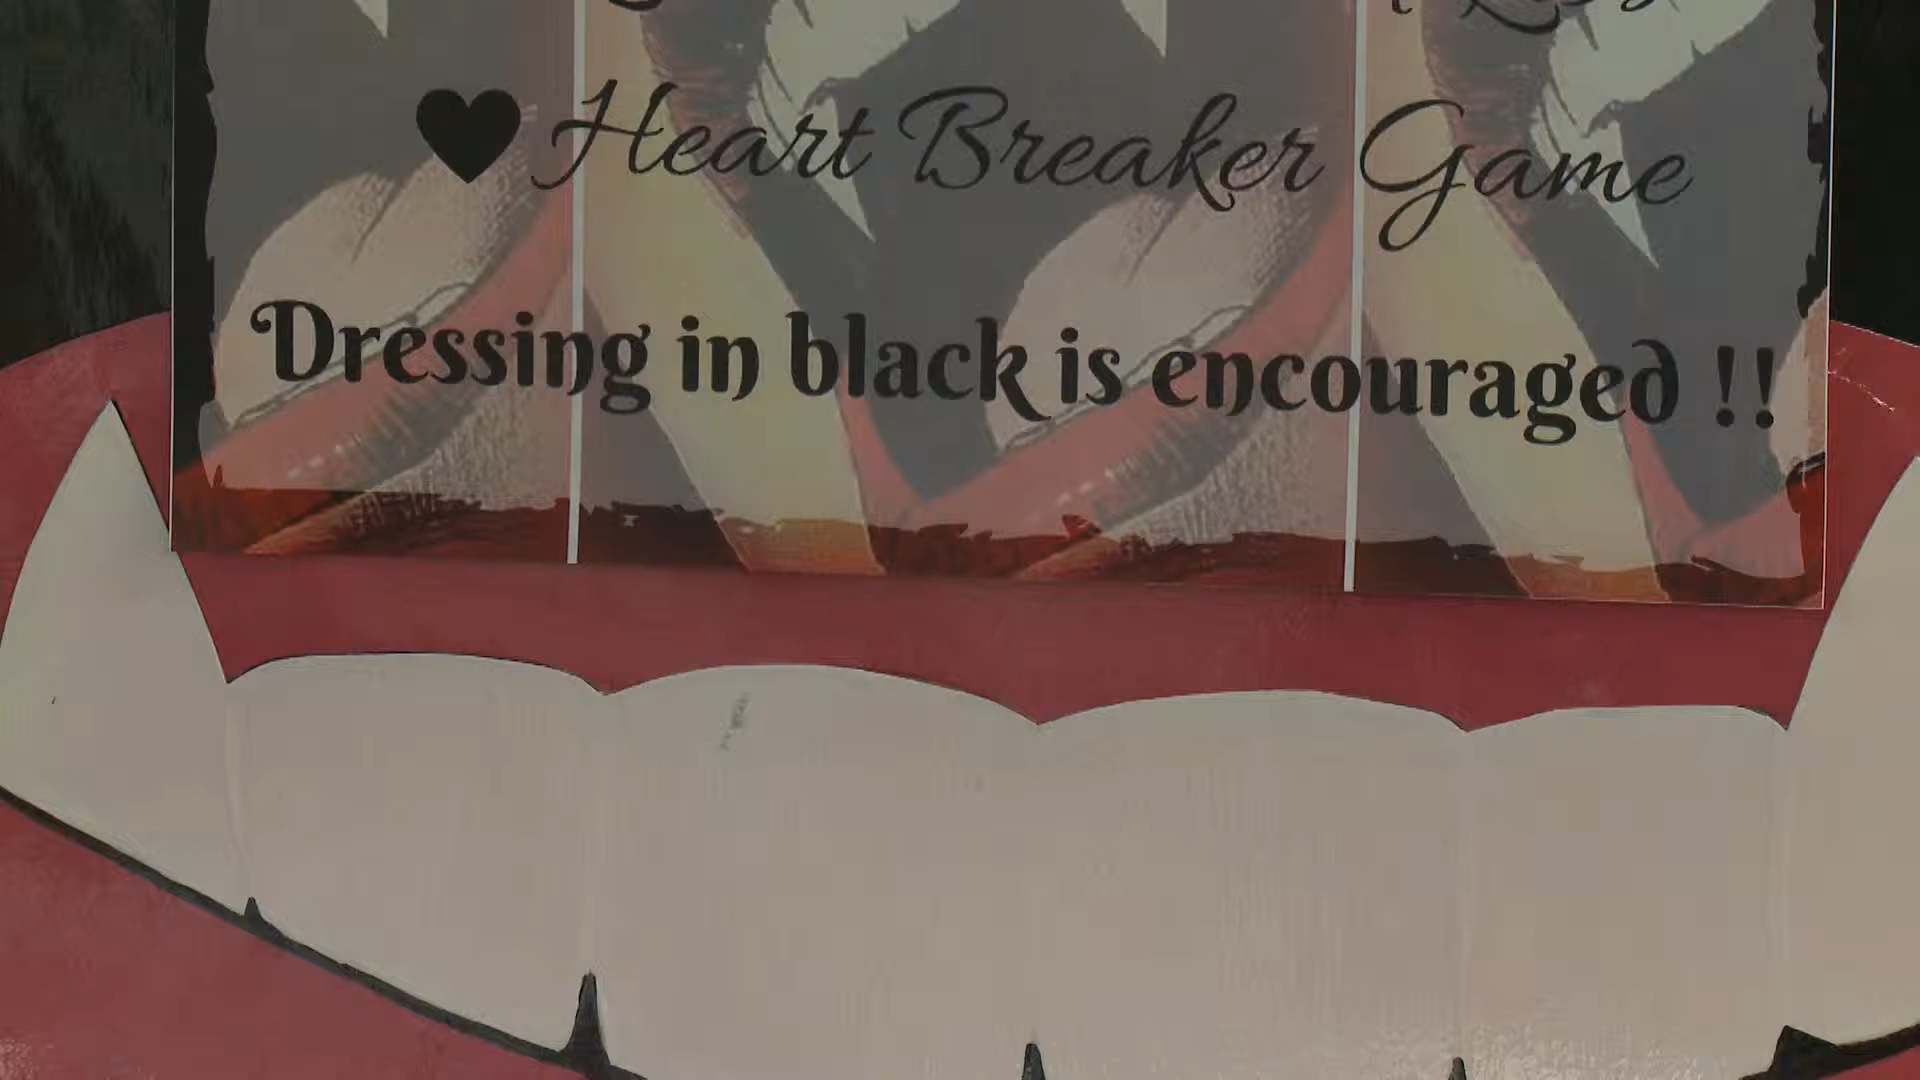 ♥ Heart Breaker Game
Dressing in black is encouraged !!